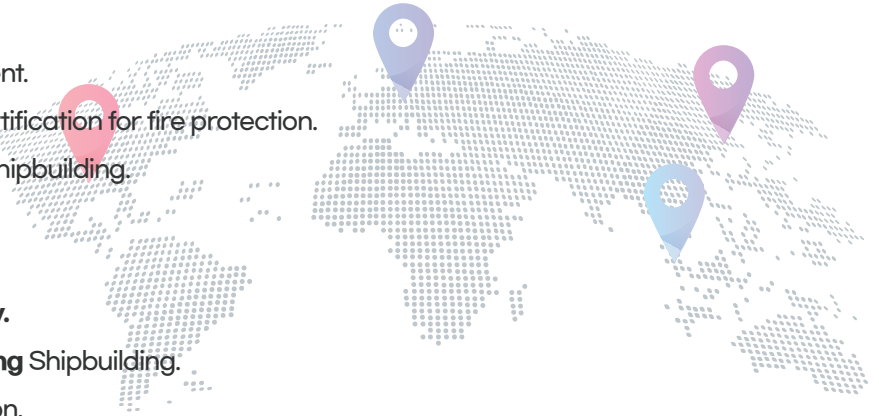 nt.
tification for fire protection.
hipbuilding.
y.
ng Shipbuilding.
on.